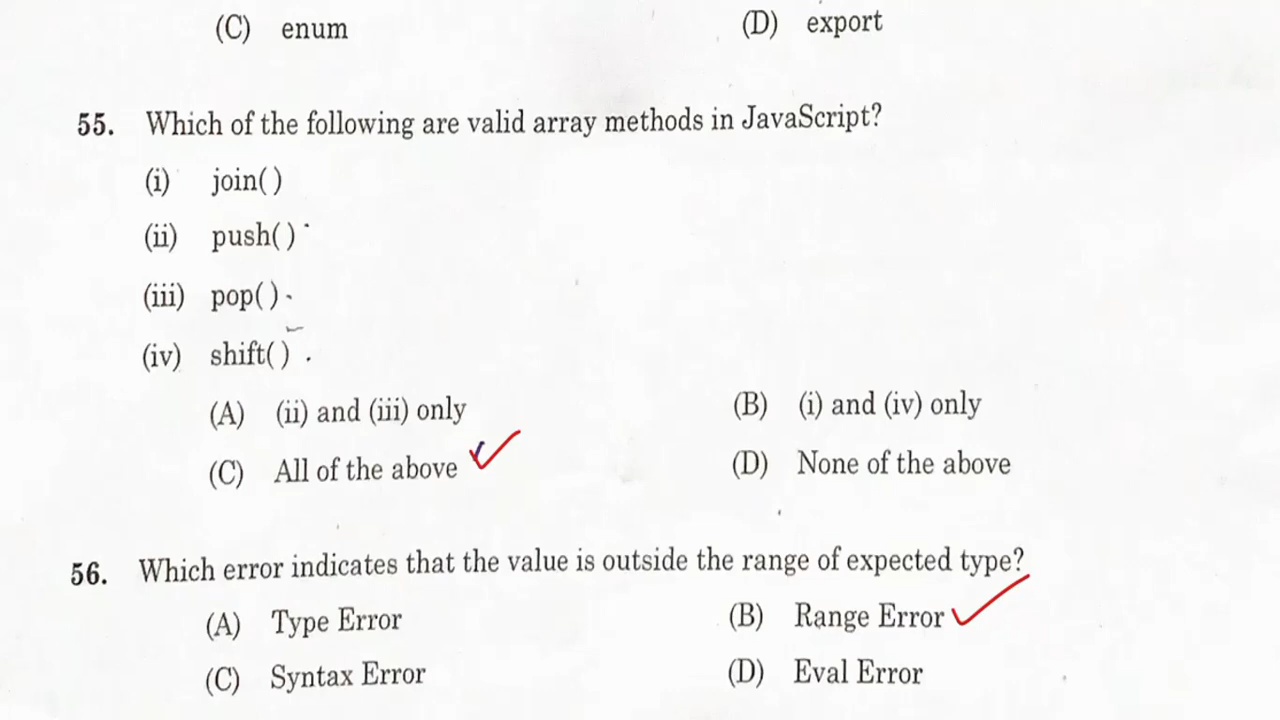 (C) enum (D) export
55. Which of the following are valid array methods in JavaScript?
(i) join( )
(ii) push( )
(iii) pop( )
(iv) shift( )
(A) (ii) and (iii) only (B) (i) and (iv) only
(C) All of the above (D) None of the above
56. Which error indicates that the value is outside the range of expected type?
(A) Type Error (B) Range Error
(C) Syntax Error (D) Eval Error